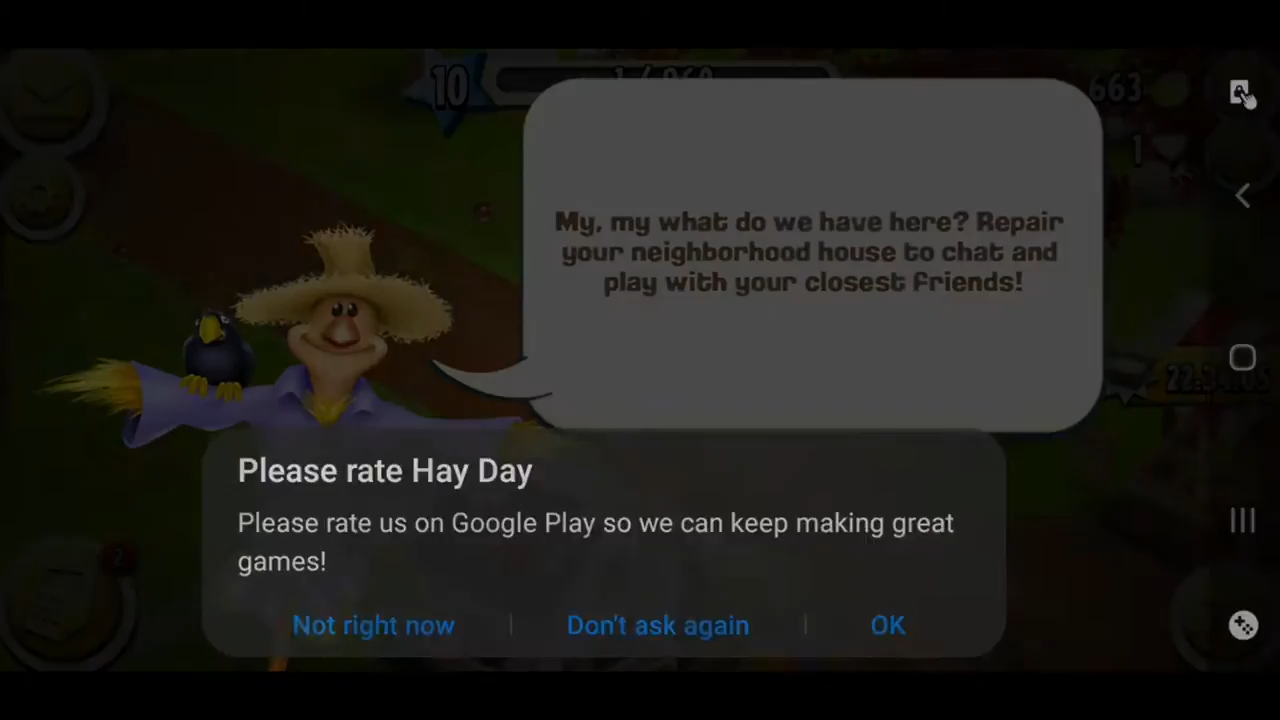 10
663
1
My, my what do we have here? Repair
your neighborhood house to chat and
play with your closest friends!
2
Please rate Hay Day
Please rate us on Google Play so we can keep making great
games!
Not right now
Don't ask again
OK